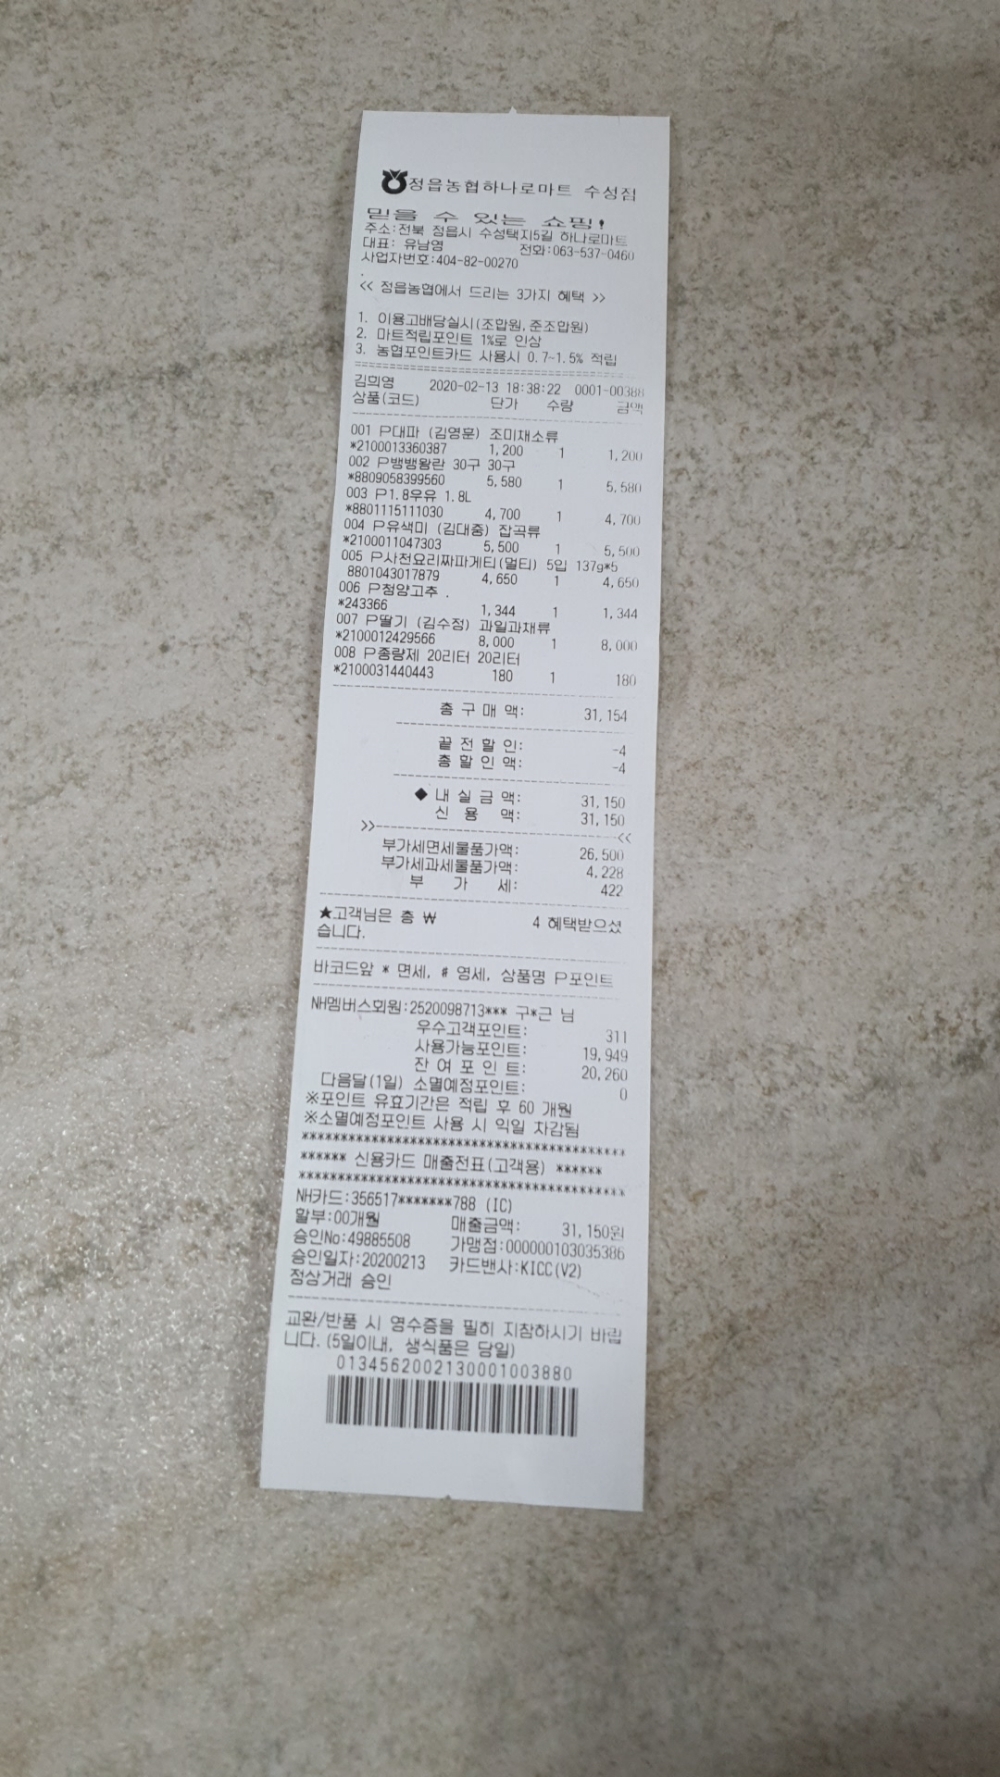 정읍농협하나로마트 수성점
믿을 수 있는 쇼핑!
주소:전북 정읍시 수성택지5길 하나로마트
대표: 유남영 전화:063-537-0460
사업자번호:404-82-00270
.
<< 정읍농협에서 드리는 3가지 혜택 >>
1. 이용고배당실시(조합원,준조합원)
2. 마트적립포인트 1%로 인상
3. 농협포인트카드 사용시 0.7~1.5% 적립
김희영 2020-02-13 18:38:22 0001-00388
상품(코드) 단가 수량 금액
001 P대파 (김영훈) 조미채소류
*2100013360387 1,200 1 1,200
002 P뱅뱅왕란 30구 30구
*8809058399560 5,580 1 5,580
003 P1.8우유 1.8L
*8801115111030 4,700 1 4,700
004 P유색미 (김대중) 잡곡류
*2100011047303 5,500 1 5,500
005 P사천요리짜파게티(멀티) 5입 137g*5
8801043017879 4,650 1 4,650
006 P청양고추 .
*243366 1,344 1 1,344
007 P딸기 (김수정) 과일과채류
*2100012429566 8,000 1 8,000
008 P종량제 20리터 20리터
*2100031440443 180 1 180
총 구 매 액: 31,154
끝 전 할 인: -4
총 할 인 액: -4
◆ 내 실 금 액: 31,150
신 용 액: 31,150
>>--------<<
부가세면세물품가액: 26,500
부가세과세물품가액: 4,228
부 가 세: 422
★고객님은 총 ₩ 4 혜택받으셨
습니다.
바코드앞 * 면세, # 영세, 상품명 P포인트
NH멤버스회원:2520098713*** 구*근 님
우수고객포인트: 311
사용가능포인트: 19,949
잔 여 포 인 트: 20,260
다음달(1일) 소멸예정포인트: 0
※포인트 유효기간은 적립 후 60 개월
※소멸예정포인트 사용 시 익일 차감됨
****************************************
****** 신용카드 매출전표(고객용) ******
****************************************
NH카드:356517*******788 (IC)
할부:00개월 매출금액: 31,150원
승인No:49885508 가맹점:000000103035386
승인일자:20200213 카드밴사:KICC(V2)
정상거래 승인
교환/반품 시 영수증을 필히 지참하시기 바랍
니다.(5일이내, 생식품은 당일)
01345620021300010038​80